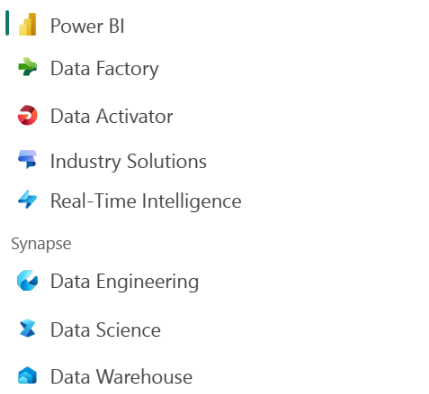 Power BI
Data Factory
Data Activator
Industry Solutions
Real-Time Intelligence
Synapse
Data Engineering
Data Science
Data Warehouse